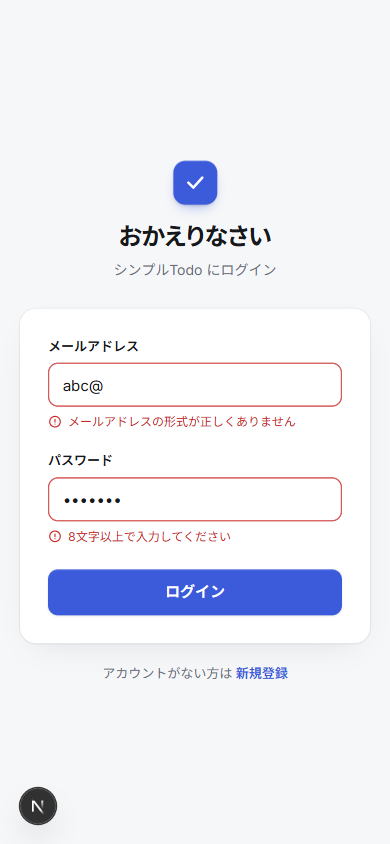 おかえりなさい
シンプルTodo にログイン
メールアドレス
abc@
メールアドレスの形式が正しくありません
パスワード
•••••••
8文字以上で入力してください
ログイン
アカウントがない方は 新規登録
N